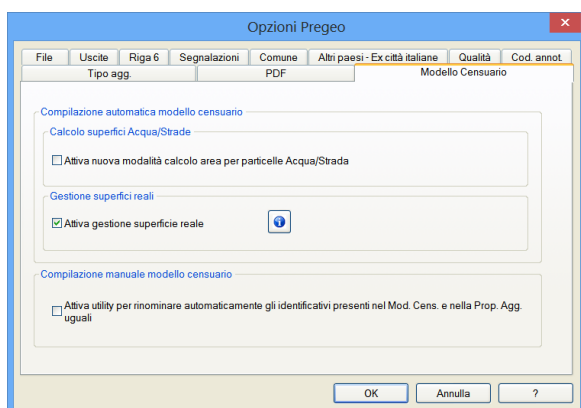 Opzioni Pregeo
File Uscite Riga 6 Segnalazioni Comune Altri paesi - Ex città italiane Qualità Cod. annot.
Tipo agg. PDF Modello Censuario
Compilazione automatica modello censuario
Calcolo superfici Acqua/Strade
Attiva nuova modalità calcolo area per particelle Acqua/Strada
Gestione superfici reali
Attiva gestione superficie reale
Compilazione manuale modello censuario
Attiva utility per rinominare automaticamente gli identificativi presenti nel Mod. Cens. e nella Prop. Agg.
uguali
OK Annulla ?